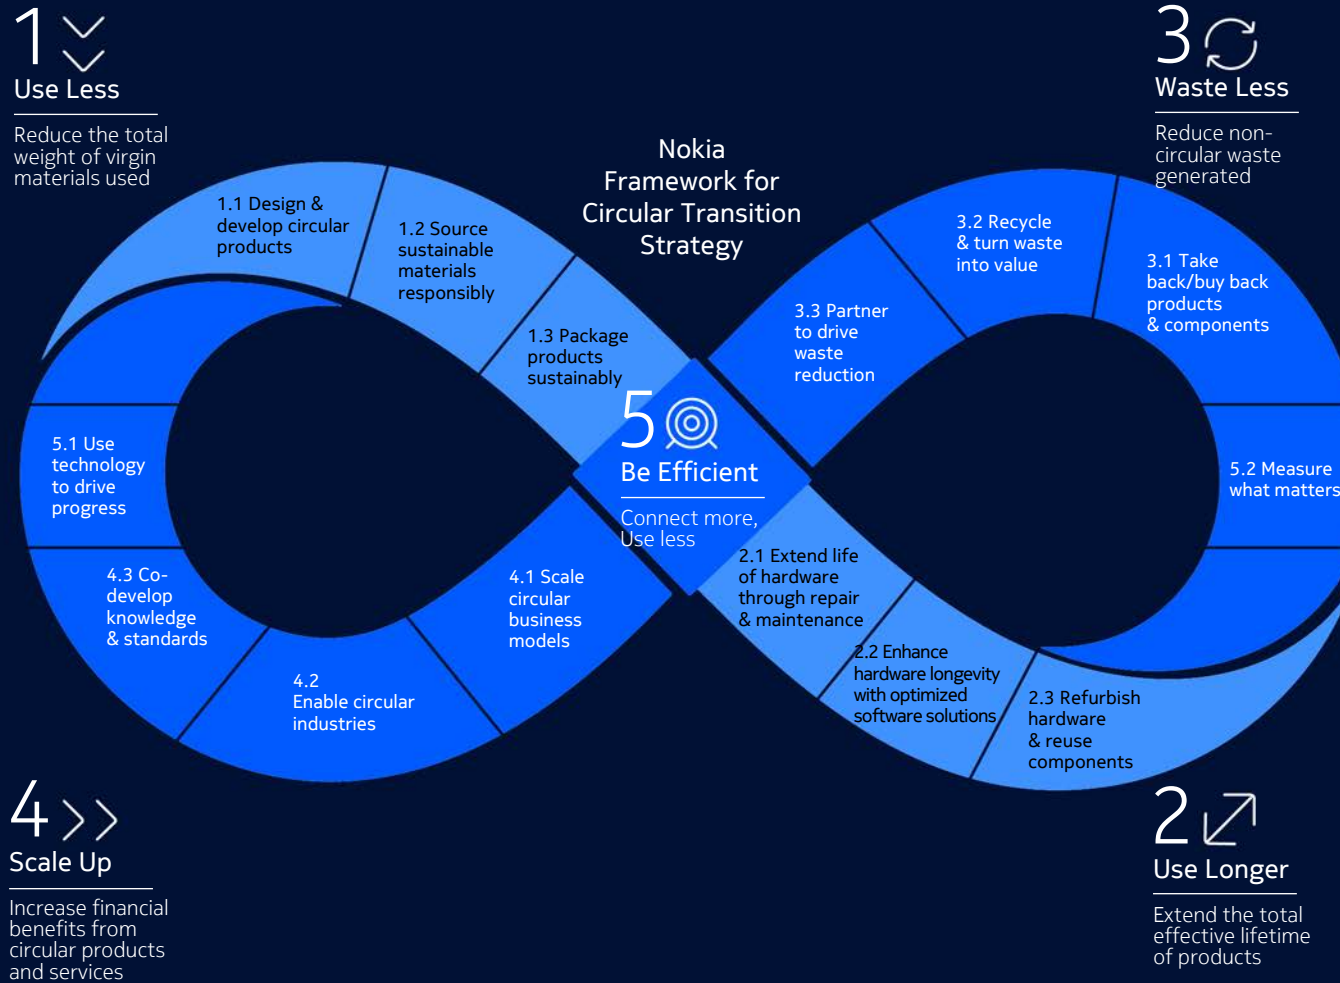 1
Use Less
Reduce the total
weight of virgin
materials used
Nokia
Framework for
Circular Transition
Strategy
3
Waste Less
Reduce non-
circular waste
generated
1.1 Design &
develop circular
products
1.2 Source
sustainable
materials
responsibly
1.3 Package
products
sustainably
3.3 Partner
to drive
waste
reduction
3.2 Recycle
& turn waste
into value
3.1 Take
back/buy back
products
& components
5
Be Efficient
Connect more,
Use less
5.1 Use
technology
to drive
progress
5.2 Measure
what matters
4.3 Co-
develop
knowledge
& standards
4.2
Enable circular
industries
4.1 Scale
circular
business
models
2.1 Extend life
of hardware
through repair
& maintenance
2.2 Enhance
hardware longevity
with optimized
software solutions
2.3 Refurbish
hardware
& reuse
components
4
Scale Up
Increase financial
benefits from
circular products
and services
2
Use Longer
Extend the total
effective lifetime
of products